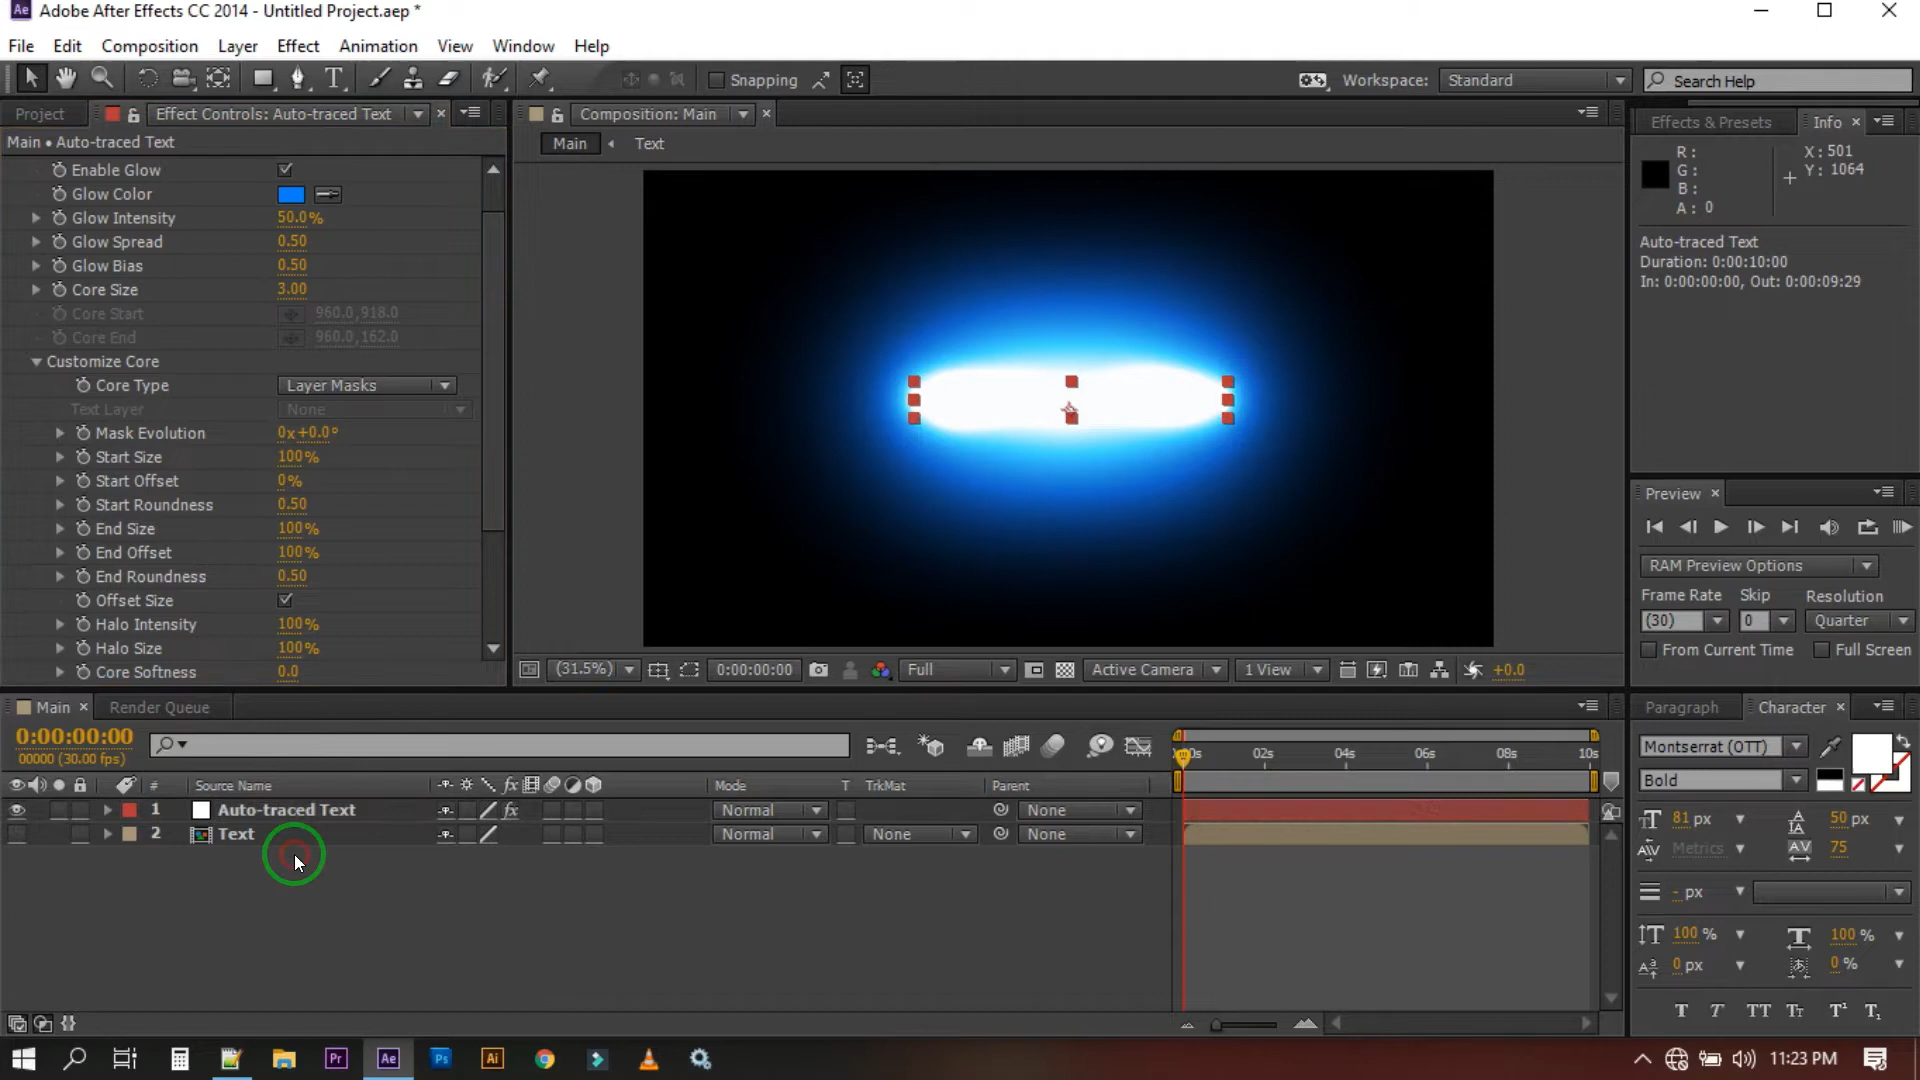 Ae Adobe After Effects CC 2014 - Untitled Project.aep *
File Edit Composition Layer Effect Animation View Window Help
T Snapping Workspace: Standard Search Help
Project Effect Controls: Auto-traced Text
Composition: Main
Effects & Presets Info
Main • Auto-traced Text
Main Text
Enable Glow
Glow Color
Glow Intensity 50.0%
Glow Spread 0.50
Glow Bias 0.50
Core Size 3.00
Core Start 960.0,918.0
Core End 960.0,162.0
Customize Core
Core Type Layer Masks
Text Layer None
Mask Evolution 0x+0.0°
Start Size 100%
Start Offset 0%
Start Roundness 0.50
End Size 100%
End Offset 100%
End Roundness 0.50
Offset Size
Halo Intensity 100%
Halo Size 100%
Core Softness 0.0
R: X: 501
G: Y: 1064
B:
A: 0
Auto-traced Text
Duration: 0:00:10:00
In: 0:00:00:00, Out: 0:00:09:29
Preview
RAM Preview Options
Frame Rate Skip Resolution
(30) 0 Quarter
From Current Time Full Screen
(31.5%) 0:00:00:00 Full Active Camera 1 View +0.0
Main Render Queue
0:00:00:00
00000 (30.00 fps)
0s 02s 04s 06s 08s 10s
# Source Name fx Mode T TrkMat Parent
1 Auto-traced Text fx Normal None
2 Text Normal None None
Paragraph Character
Montserrat (OTT)
Bold
81 px 50 px
Metrics 75
- px
100 % 100 %
0 px 0 %
T T TT Tт T¹ T₁
Pr Ae Ps Ai 11:23 PM